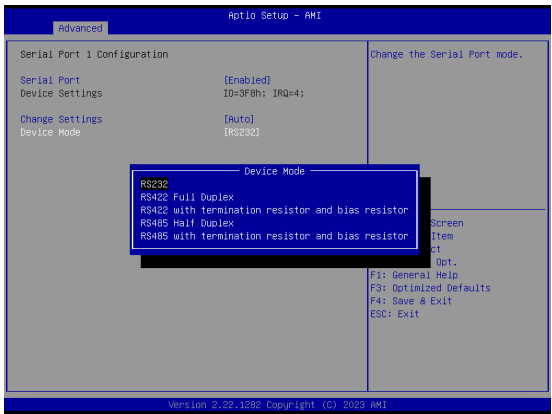 Aptio Setup - AMI
Advanced
Serial Port 1 Configuration
Serial Port [Enabled]
Device Settings IO=3F8h; IRQ=4;
Change Settings [Auto]
Device Mode [RS232]
Change the Serial Port mode.
Device Mode
RS232
RS422 Full Duplex
RS422 with termination resistor and bias resistor
RS485 Half Duplex
RS485 with termination resistor and bias resistor
Screen
Item
ct
Opt.
F1: General Help
F3: Optimized Defaults
F4: Save & Exit
ESC: Exit
Version 2.22.1282 Copyright (C) 2023 AMI